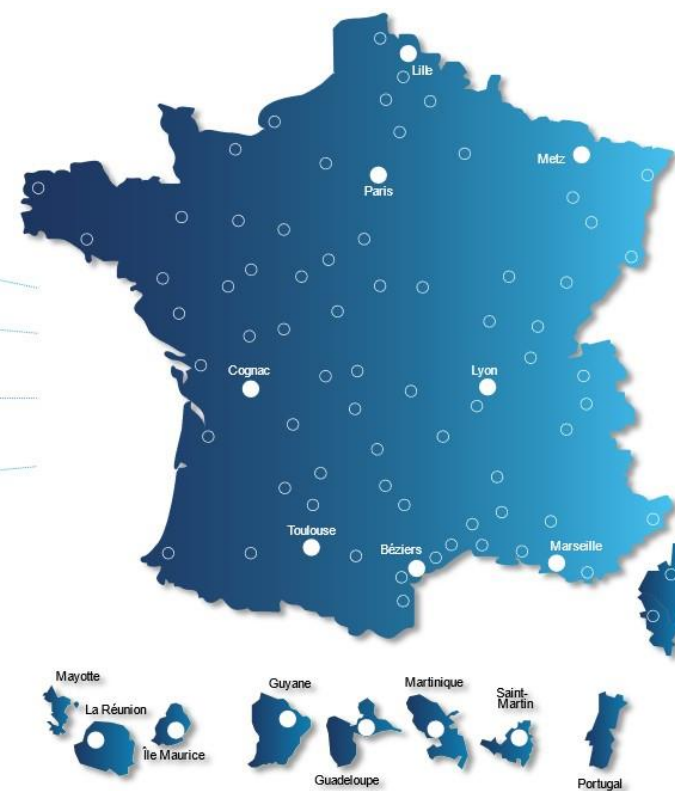 Lille
Metz
Paris
Cognac
Lyon
Toulouse
Béziers
Marseille
Mayotte
La Réunion
Île Maurice
Guyane
Guadeloupe
Martinique
Saint-
Martin
Portugal